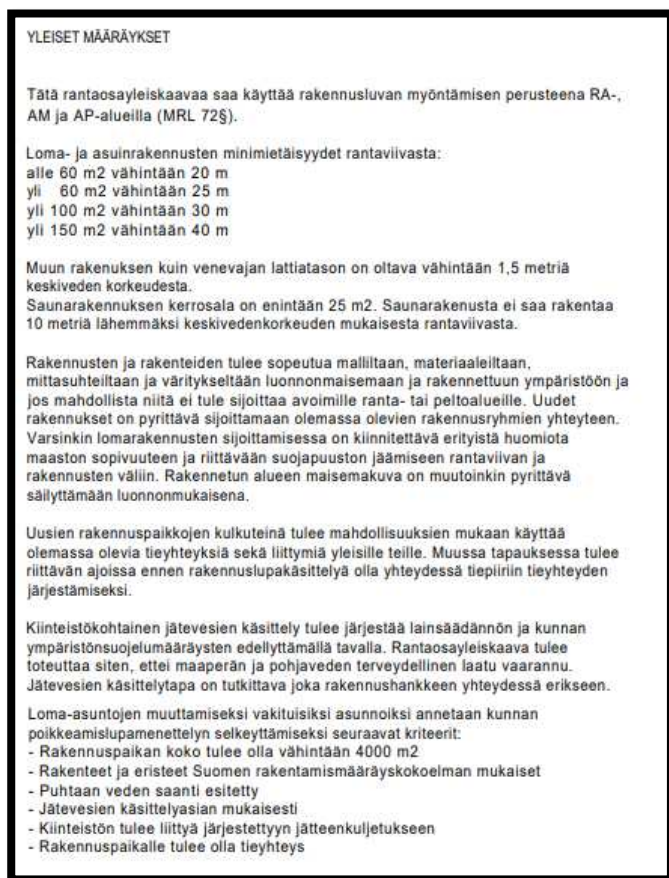 YLEISET MÄÄRÄYKSET
Tätä rantaosayleiskaavaa saa käyttää rakennusluvan myöntämisen perusteena RA-,
AM ja AP-alueilla (MRL 72§).
Loma- ja asuinrakennusten minimietäisyydet rantaviivasta:
alle 60 m2 vähintään 20 m
yli 60 m2 vähintään 25 m
yli 100 m2 vähintään 30 m
yli 150 m2 vähintään 40 m
Muun rakenuksen kuin venevajan lattiatason on oltava vähintään 1,5 metriä
keskiveden korkeudesta.
Saunarakennuksen kerrosala on enintään 25 m2. Saunarakenusta ei saa rakentaa
10 metriä lähemmäksi keskivedenkorkeuden mukaisesta rantaviivasta.
Rakennusten ja rakenteiden tulee sopeutua malliltaan, materiaaleiltaan,
mittasuhteiltaan ja väritykseltään luonnonmaisemaan ja rakennettuun ympäristöön ja
jos mahdollista niitä ei tule sijoittaa avoimille ranta- tai peltoalueille. Uudet
rakennukset on pyrittävä sijoittamaan olemassa olevien rakennusryhmien yhteyteen.
Varsinkin lomarakennusten sijoittamisessa on kiinnitettävä erityistä huomiota
maaston sopivuuteen ja riittävään suojapuuston jäämiseen rantaviivan ja
rakennusten väliin. Rakennetun alueen maisemakuva on muutoinkin pyrittävä
säilyttämään luonnonmukaisena.
Uusien rakennuspaikkojen kulkuteinä tulee mahdollisuuksien mukaan käyttää
olemassa olevia tieyhteyksiä sekä liittymiä yleisille teille. Muussa tapauksessa tulee
riittävän ajoissa ennen rakennuslupakäsittelyä olla yhteydessä tiepiiriin tieyhteyden
järjestämiseksi.
Kiinteistökohtainen jätevesien käsittely tulee järjestää lainsäädännön ja kunnan
ympäristönsuojelumääräysten edellyttämällä tavalla. Rantaosayleiskaava tulee
toteuttaa siten, ettei maaperän ja pohjaveden terveydellinen laatu vaarannu.
Jätevesien käsittelytapa on tutkittava joka rakennushankkeen yhteydessä erikseen.
Loma-asuntojen muuttamiseksi vakituisiksi asunnoiksi annetaan kunnan
poikkeamislupamenettelyn selkeyttämiseksi seuraavat kriteerit:
- Rakennuspaikan koko tulee olla vähintään 4000 m2
- Rakenteet ja eristeet Suomen rakentamismääräyskokoelman mukaiset
- Puhtaan veden saanti esitetty
- Jätevesien käsittelyasian mukaisesti
- Kiinteistön tulee liittyä järjestettyyn jätteenkuljetukseen
- Rakennuspaikalle tulee olla tieyhteys